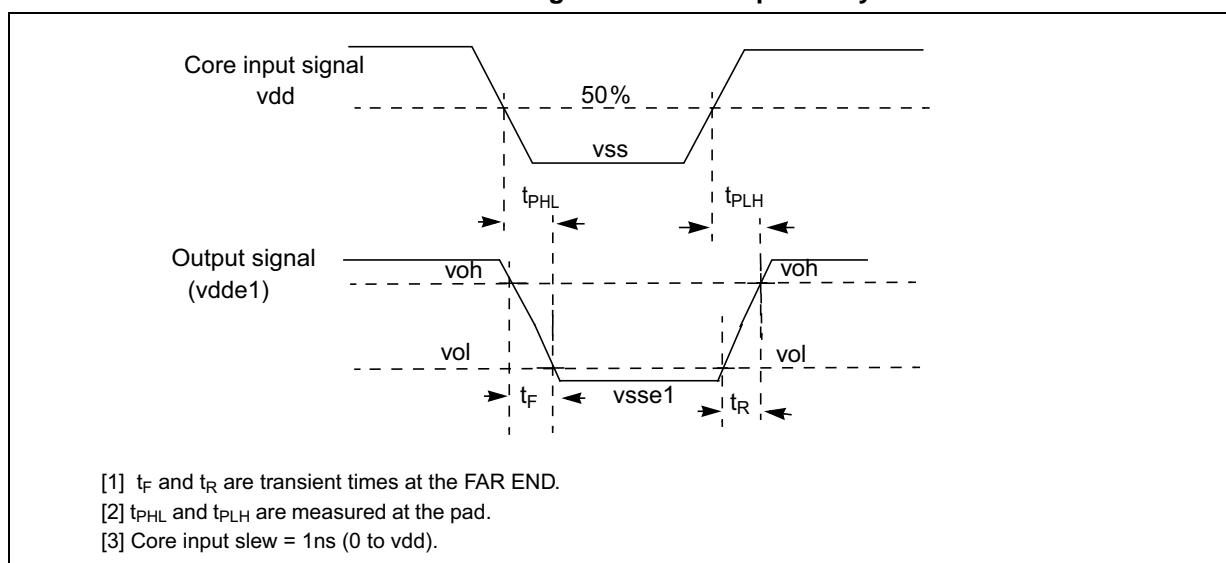 Core input signal
vdd
50%
vss
tPHL
tPLH
Output signal
(vdde1)
voh
voh
vol
vol
tF
vsse1
tR
[1] tF and tR are transient times at the FAR END.
[2] tPHL and tPLH are measured at the pad.
[3] Core input slew = 1ns (0 to vdd).